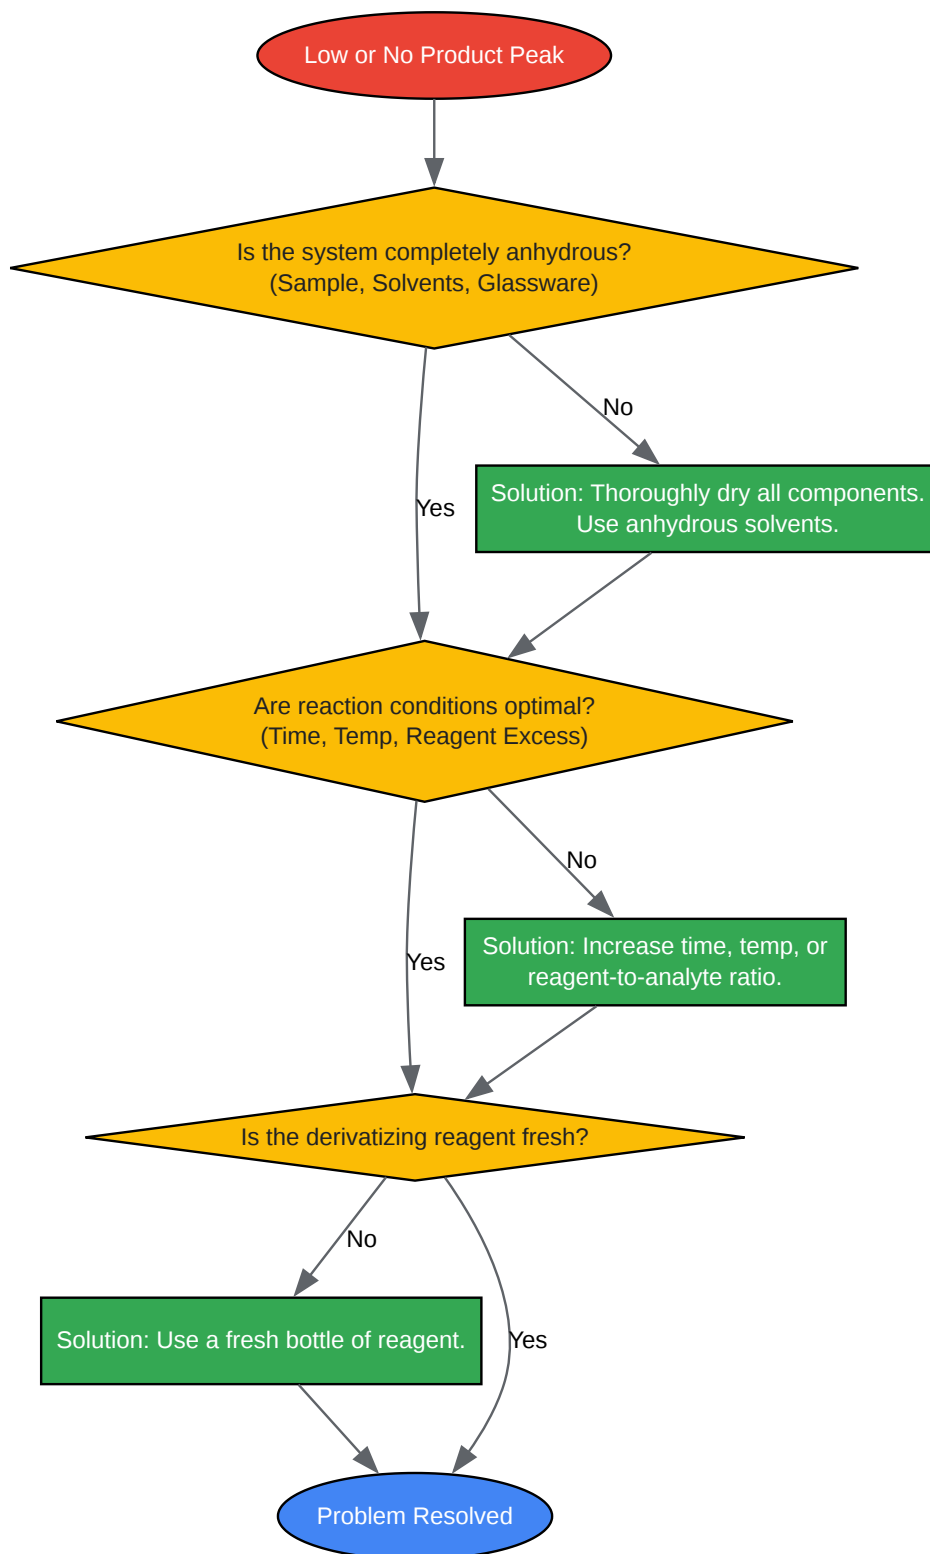 Low or No Product Peak
Is the system completely anhydrous?
(Sample, Solvents, Glassware)
No
Solution: Thoroughly dry all components.
Use anhydrous solvents.
Yes
Are reaction conditions optimal?
(Time, Temp, Reagent Excess)
No
Solution: Increase time, temp, or
reagent-to-analyte ratio.
Yes
Is the derivatizing reagent fresh?
No
Solution: Use a fresh bottle of reagent.
Yes
Problem Resolved